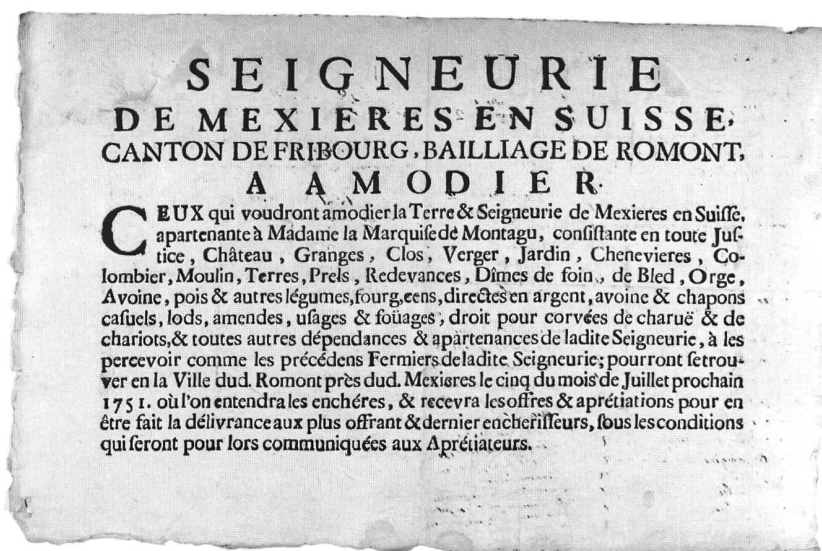 SEIGNEURIE
DE MEXIERES EN SUISSE,
CANTON DE FRIBOURG, BAILLIAGE DE ROMONT,
A AMODIER.
CEUX qui voudront amodier la Terre & Seigneurie de Mexieres en Suisse,
apartenante à Madame la Marquise de Montagu, consistante en toute Jus-
tice, Château, Granges, Clos, Verger, Jardin, Chenevieres, Co-
lombier, Moulin, Terres, Prels, Redevances, Dîmes de foin, de Bled, Orge,
Avoine, pois & autres légumes, fourg, cens, directes en argent, avoine & chapons
casuels, lods, amendes, usages & foüages, droit pour corvées de charuë & de
chariots, & toutes autres dépendances & apartenances de ladite Seigneurie, à les
percevoir comme les précédens Fermiers de ladite Seigneurie; pourront se trou-
ver en la Ville dud. Romont près dud. Mexieres le cinq du mois de Juillet prochain
1751. où l'on entendra les enchéres, & recevra les offres & aprétiations pour en
être fait la délivrance aux plus offrant & dernier encherisseurs, sous les conditions
qui seront pour lors communiquées aux Aprétiateurs.